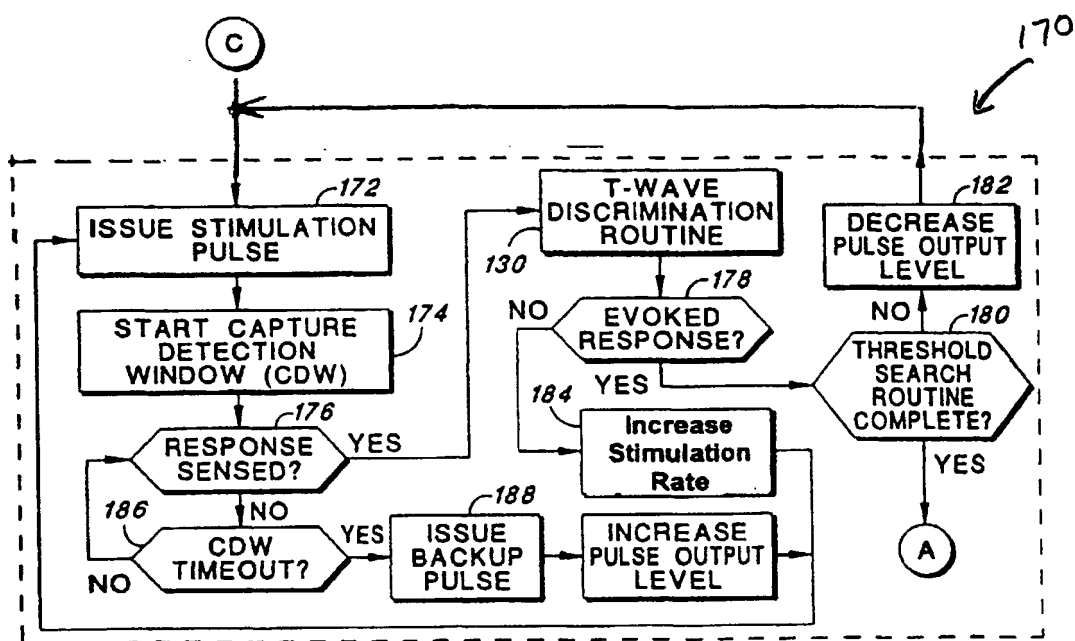 C
170
172
ISSUE STIMULATION
PULSE
174
START CAPTURE
DETECTION
WINDOW (CDW)
176
RESPONSE
SENSED?
YES
NO
186
CDW
TIMEOUT?
NO
YES
188
ISSUE
BACKUP
PULSE
INCREASE
PULSE OUTPUT
LEVEL
T-WAVE
DISCRIMINATION
ROUTINE
130
178
EVOKED
RESPONSE?
NO
YES
184
Increase
Stimulation
Rate
182
DECREASE
PULSE OUTPUT
LEVEL
NO
180
THRESHOLD
SEARCH
ROUTINE
COMPLETE?
YES
A